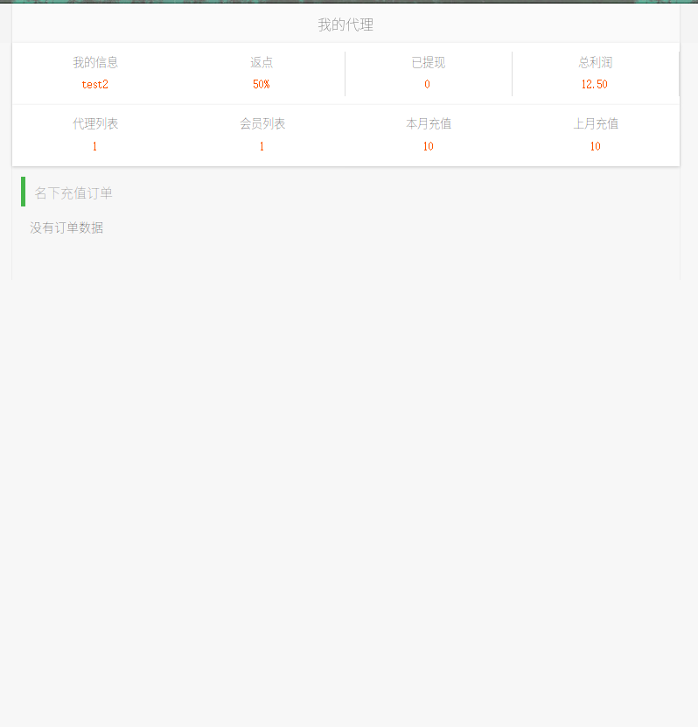 我的代理
我的信息 返点 已提现 总利润
test2 50% 0 12.50
代理列表 会员列表 本月充值 上月充值
1 1 10 10
名下充值订单
没有订单数据